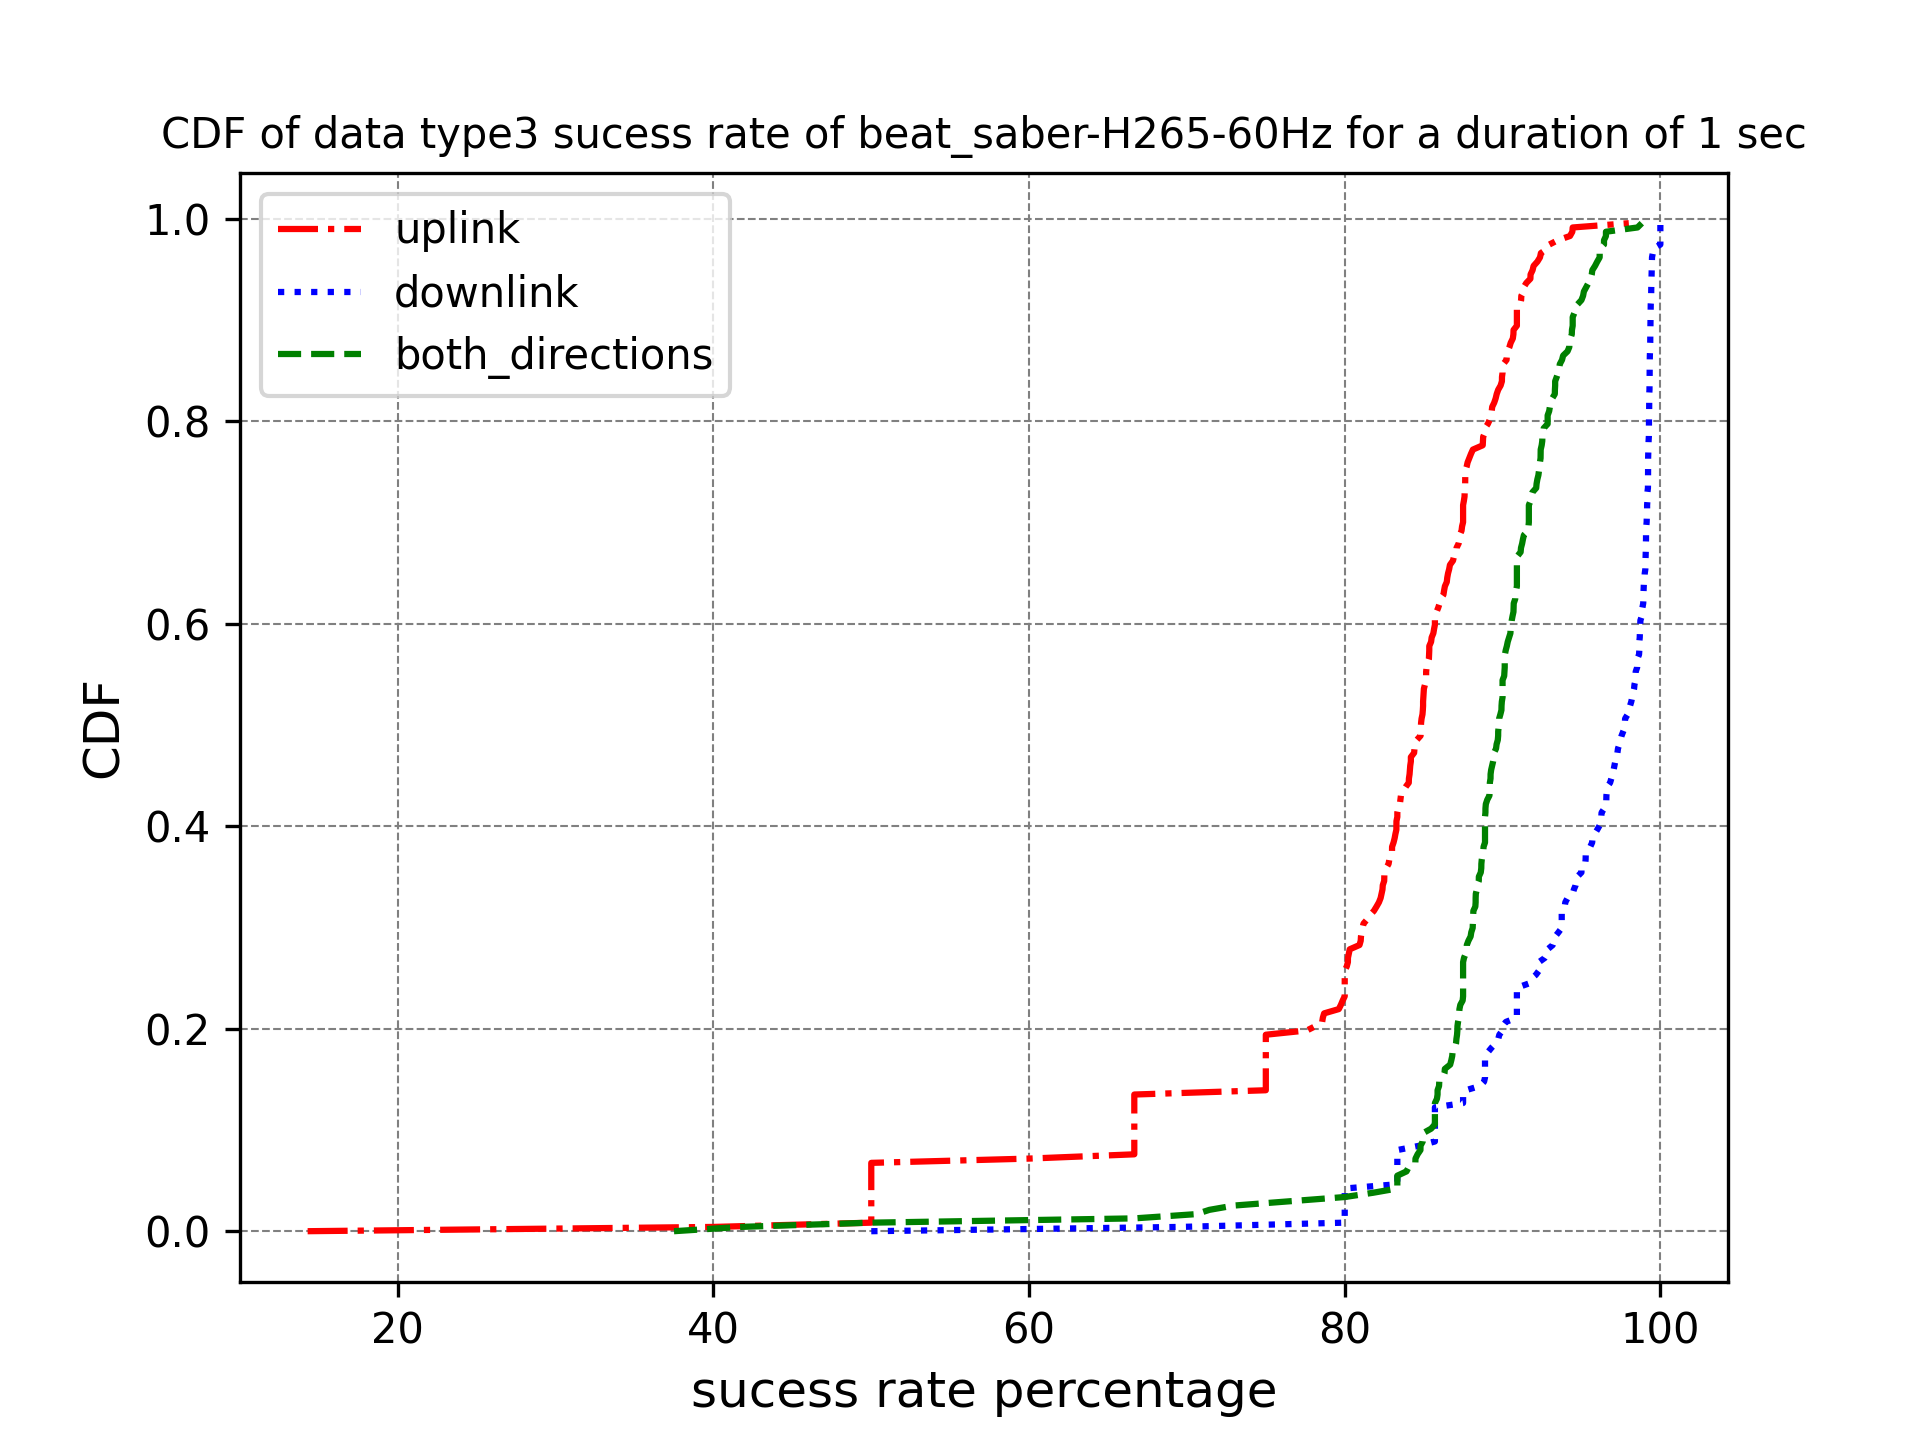 CDF of data type3 sucess rate of beat_saber-H265-60Hz for a duration of 1 sec
uplink
downlink
both_directions
1.0
0.8
0.6
0.4
0.2
0.0
CDF
20 40 60 80 100
sucess rate percentage